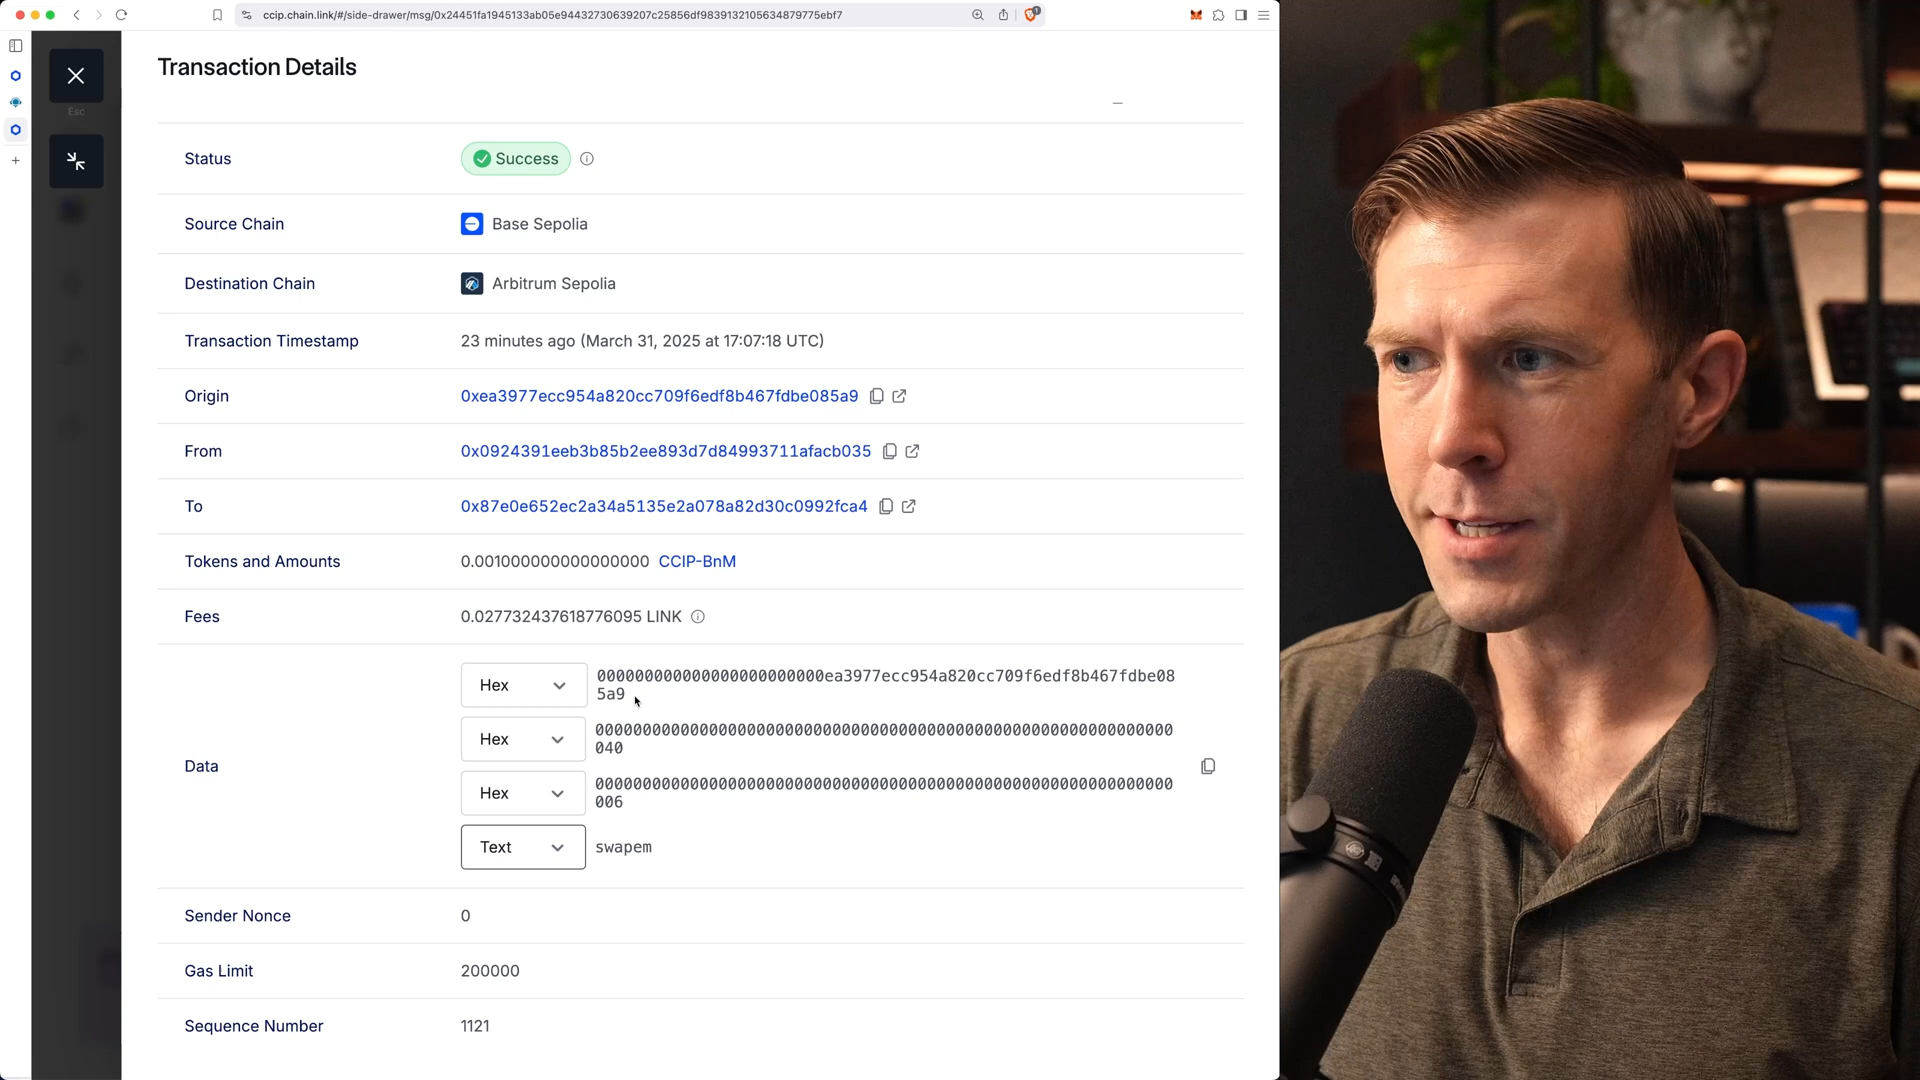 ccip.chain.link/#/side-drawer/msg/0x24451fa1945133ab05e94432730639207c25856df9839132105634879775ebf7
1
Transaction Details
Esc
Status
Success
Source Chain
Base Sepolia
Destination Chain
Arbitrum Sepolia
Transaction Timestamp
23 minutes ago (March 31, 2025 at 17:07:18 UTC)
Origin
0xea3977ecc954a820cc709f6edf8b467fdbe085a9
From
0x0924391eeb3b85b2ee893d7d84993711afacb035
To
0x87e0e652ec2a34a5135e2a078a82d30c0992fca4
Tokens and Amounts
0.001000000000000000 CCIP-BnM
Fees
0.027732437618776095 LINK
Data
Hex
000000000000000000000000ea3977ecc954a820cc709f6edf8b467fdbe08
5a9
Hex
0000000000000000000000000000000000000000000000000000000000000
040
Hex
0000000000000000000000000000000000000000000000000000000000000
006
Text
swapem
Sender Nonce
0
Gas Limit
200000
Sequence Number
1121